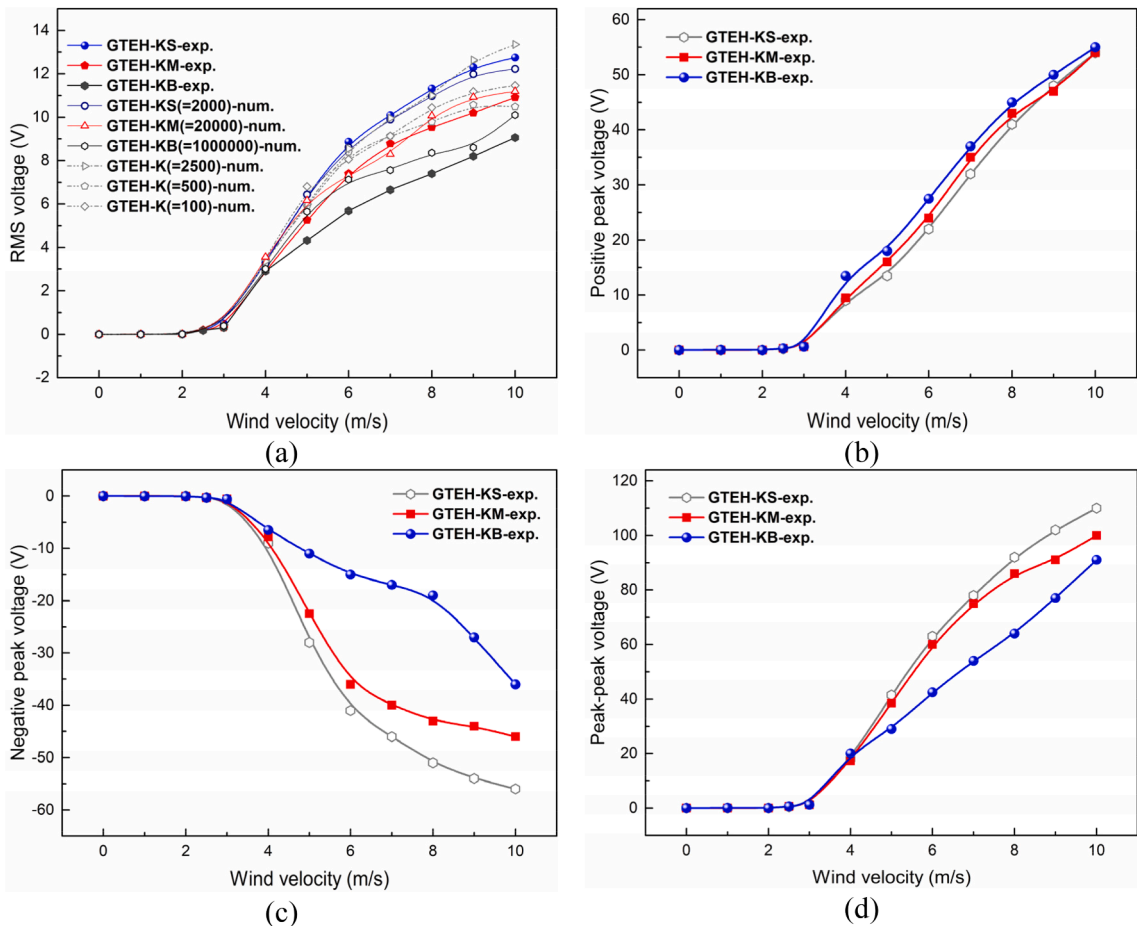 14
12
10
8
6
4
2
0
-2
RMS voltage (V)
GTEH-KS-exp.
GTEH-KM-exp.
GTEH-KB-exp.
GTEH-KS(=2000)-num.
GTEH-KM(=20000)-num.
GTEH-KB(=1000000)-num.
GTEH-K(=2500)-num.
GTEH-K(=500)-num.
GTEH-K(=100)-num.
0 2 4 6 8 10
Wind velocity (m/s)
(a)
60
50
40
30
20
10
0
Positive peak voltage (V)
GTEH-KS-exp.
GTEH-KM-exp.
GTEH-KB-exp.
0 2 4 6 8 10
Wind velocity (m/s)
(b)
0
-10
-20
-30
-40
-50
-60
Negative peak voltage (V)
GTEH-KS-exp.
GTEH-KM-exp.
GTEH-KB-exp.
0 2 4 6 8 10
Wind velocity (m/s)
(c)
120
100
80
60
40
20
0
Peak-peak voltage (V)
GTEH-KS-exp.
GTEH-KM-exp.
GTEH-KB-exp.
0 2 4 6 8 10
Wind velocity (m/s)
(d)